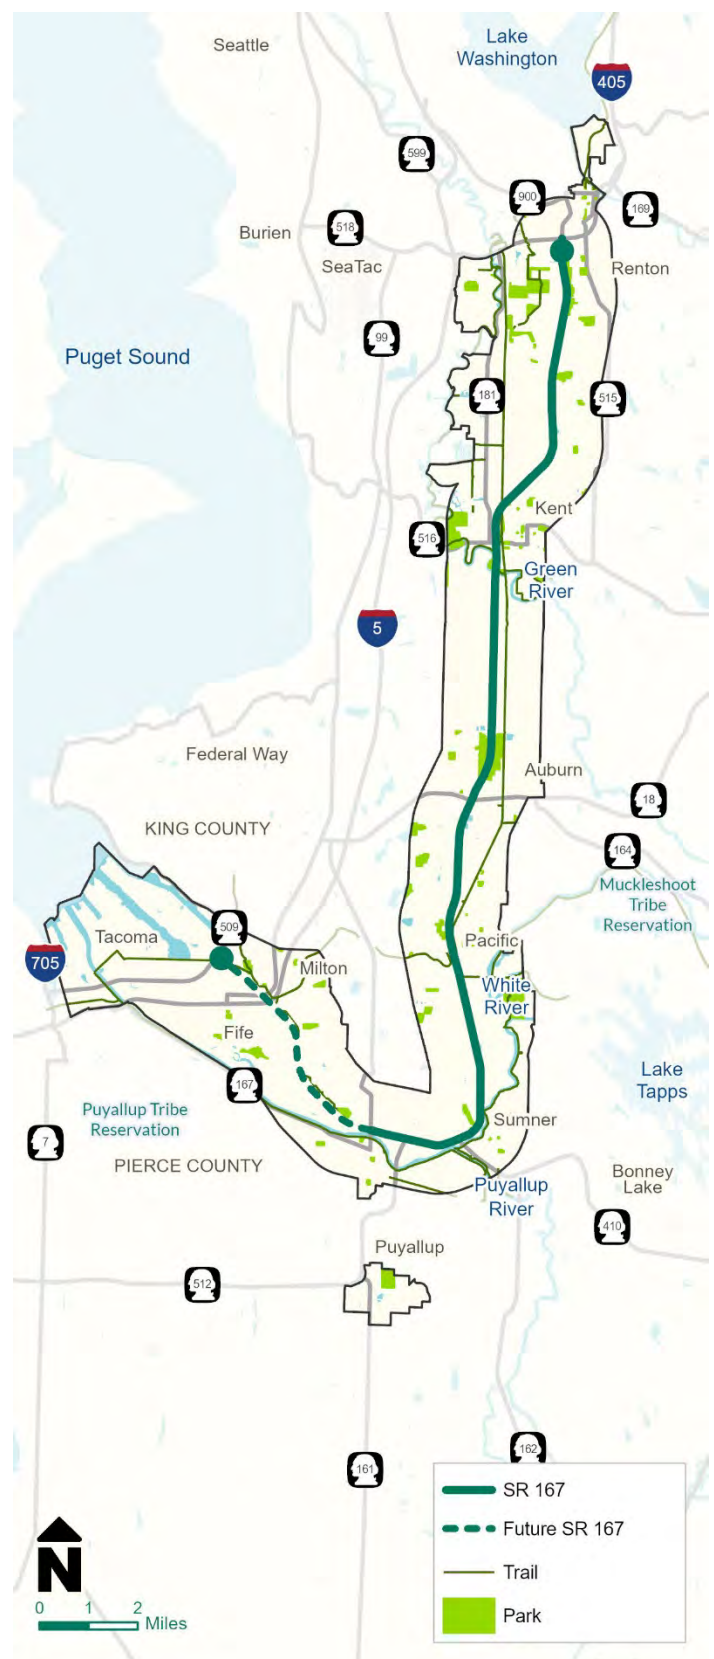 Seattle
Lake
Washington
405
599
900
169
518
Burien
SeaTac
Renton
99
Puget Sound
181
515
Kent
516
Green
River
5
Federal Way
Auburn
18
KING COUNTY
164
Muckleshoot
Tribe
Reservation
509
Tacoma
Pacific
705
Milton
White
River
Fife
167
Lake
Tapps
Puyallup Tribe
Reservation
Sumner
7
PIERCE COUNTY
Bonney
Lake
Puyallup
River
410
Puyallup
512
162
161
SR 167
Future SR 167
Trail
Park
N
0 1 2
Miles